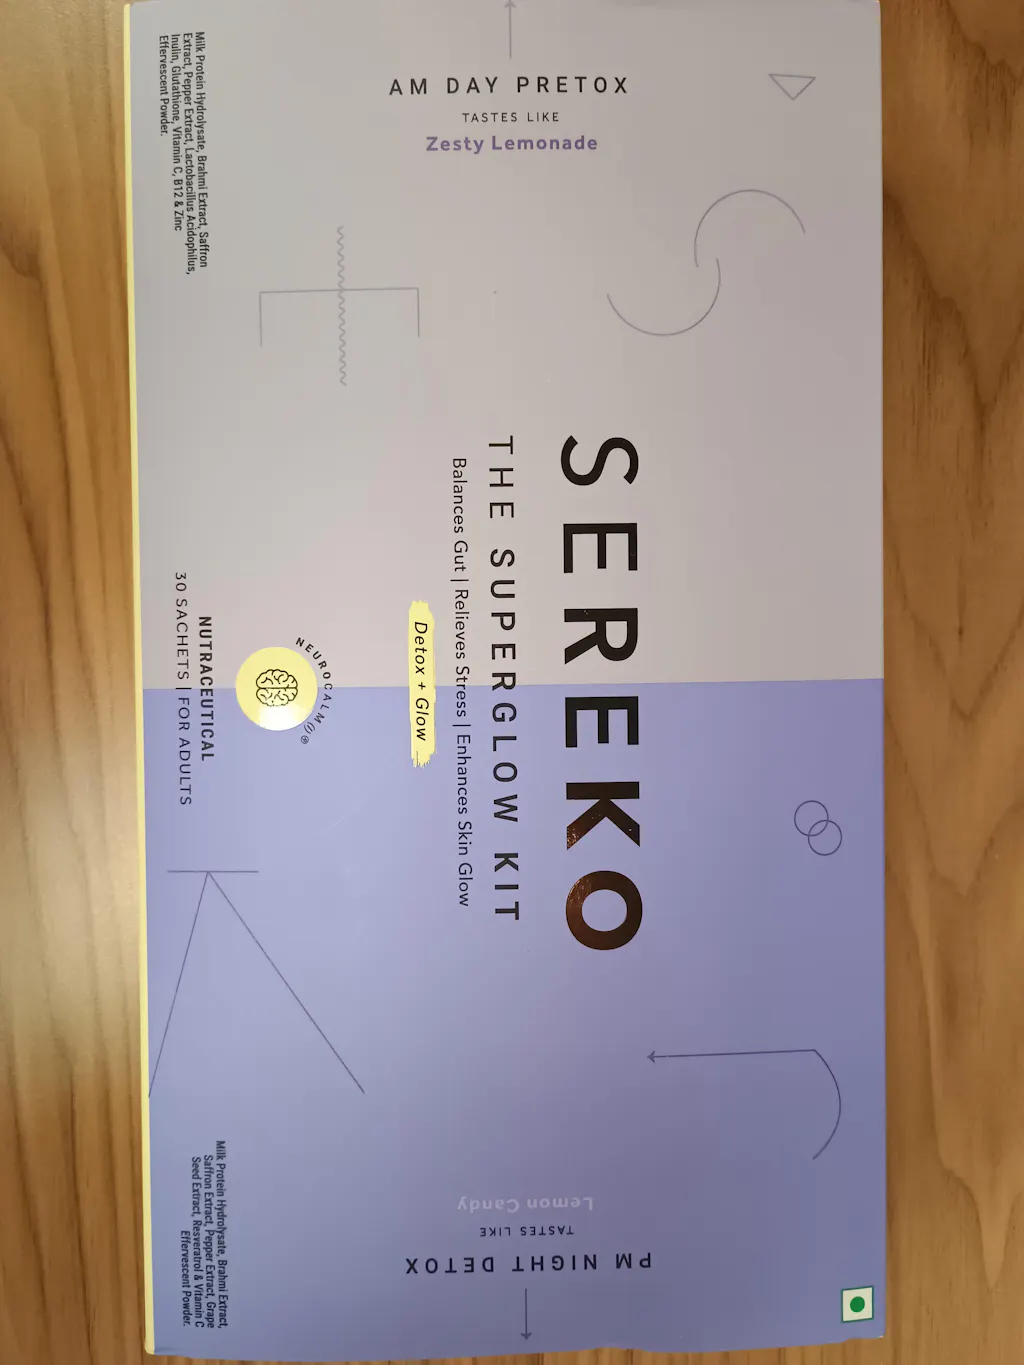 AM DAY PRETOX
TASTES LIKE
Zesty Lemonade
Milk Protein Hydrolysate, Brahmi Extract, Saffron
Extract, Pepper Extract, Lactobacillus Acidophilus,
Inulin, Glutathione, Vitamin C, B12 & Zinc
Effervescent Powder.
SEREKO
THE SUPERGLOW KIT
Balances Gut | Relieves Stress | Enhances Skin Glow
Detox + Glow
NEUROCALM(I)®
NUTRACEUTICAL
30 SACHETS | FOR ADULTS
PM NIGHT DETOX
TASTES LIKE
Lemon Candy
Milk Protein Hydrolysate, Brahmi Extract,
Saffron Extract, Pepper Extract, Grape
Seed Extract, Resveratrol & Vitamin C
Effervescent Powder.